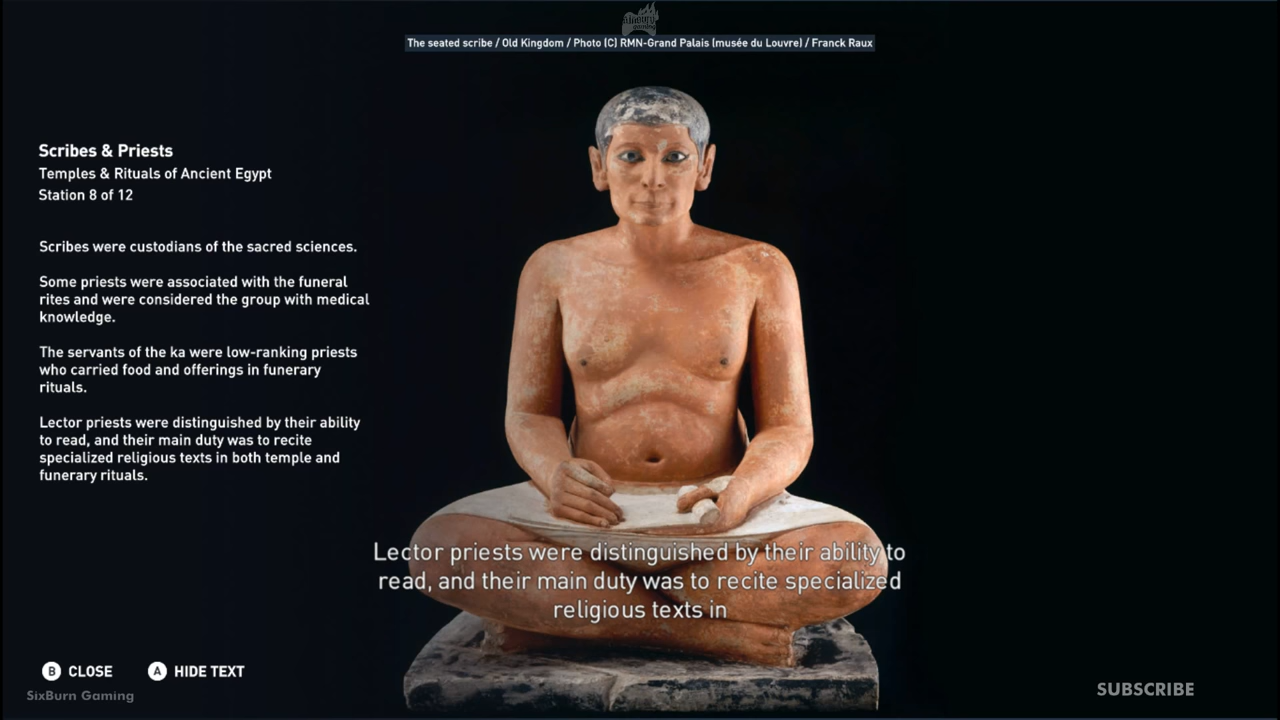 SixBurn
gaming
The seated scribe / Old Kingdom / Photo (C) RMN-Grand Palais (musée du Louvre) / Franck Raux
Scribes & Priests
Temples & Rituals of Ancient Egypt
Station 8 of 12
Scribes were custodians of the sacred sciences.
Some priests were associated with the funeral
rites and were considered the group with medical
knowledge.
The servants of the ka were low-ranking priests
who carried food and offerings in funerary
rituals.
Lector priests were distinguished by their ability
to read, and their main duty was to recite
specialized religious texts in both temple and
funerary rituals.
Lector priests were distinguished by their ability to
read, and their main duty was to recite specialized
religious texts in
B CLOSE A HIDE TEXT
SixBurn Gaming
SUBSCRIBE